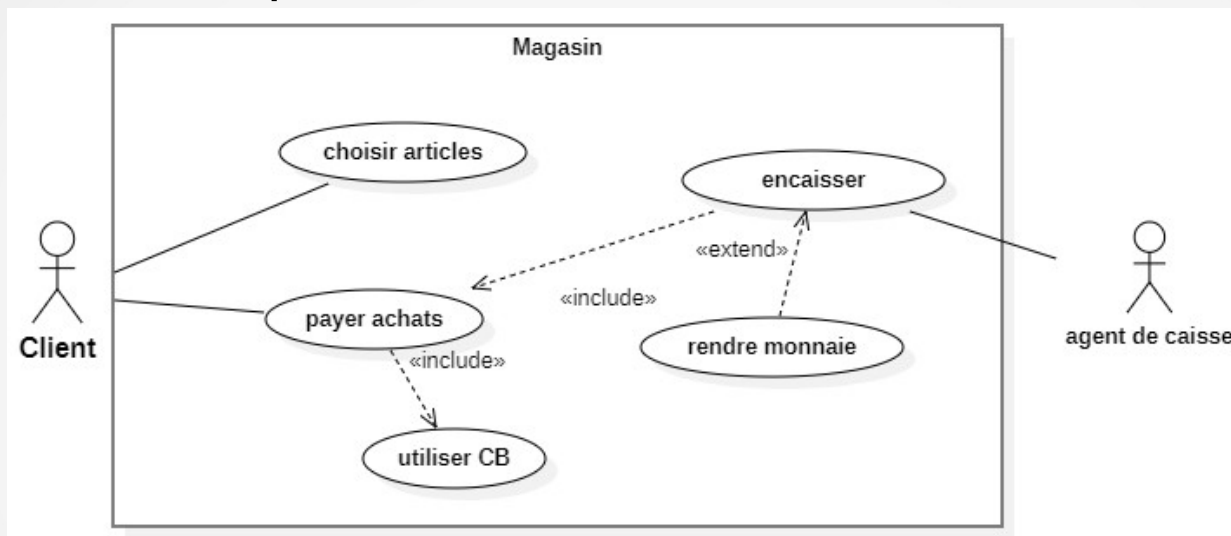 Magasin
choisir articles
encaisser
«extend»
«include»
payer achats
Client
agent de caisse
rendre monnaie
«include»
utiliser CB